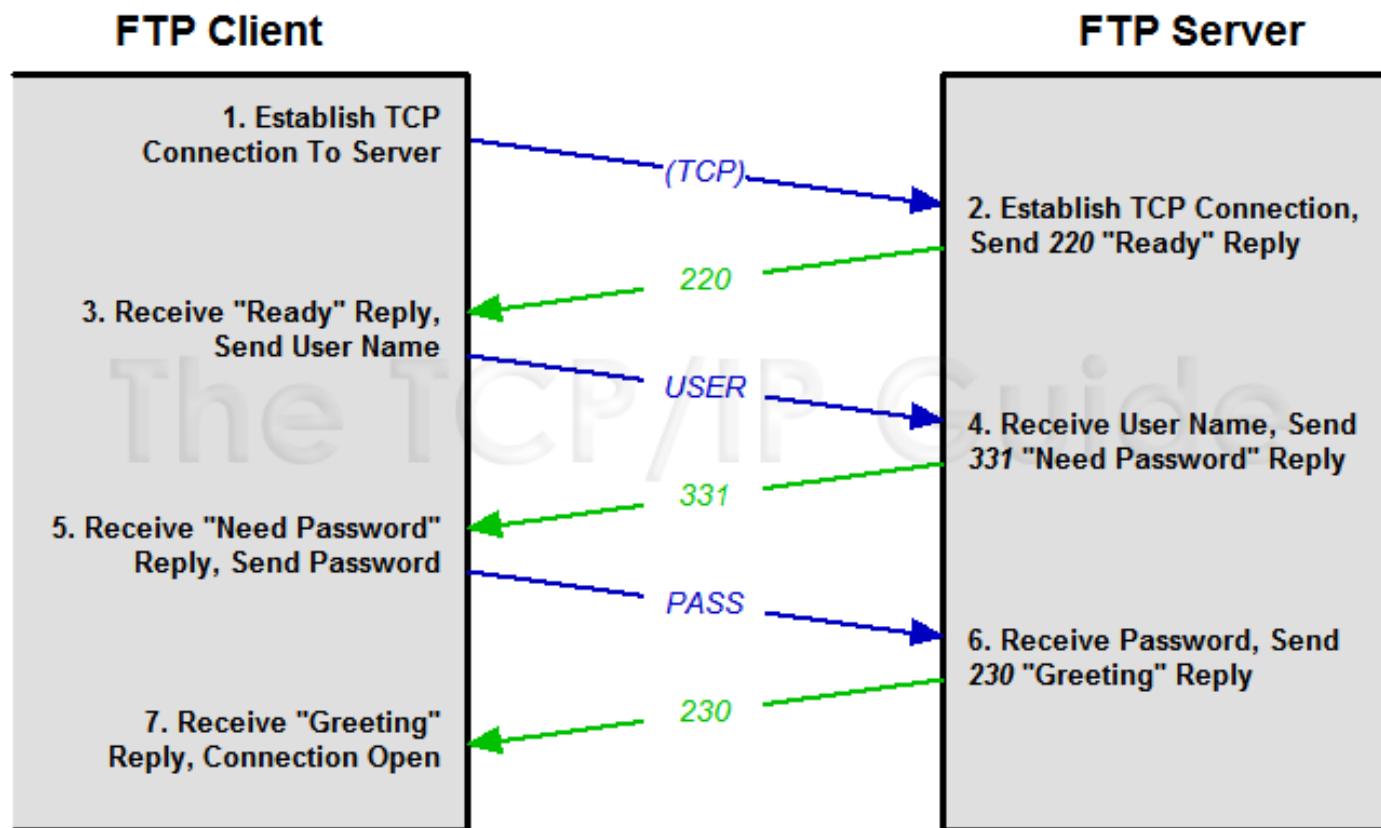 FTP Client
FTP Server
1. Establish TCP
Connection To Server
(TCP)
2. Establish TCP Connection,
Send 220 "Ready" Reply
220
3. Receive "Ready" Reply,
Send User Name
The TCP/IP Guide
USER
4. Receive User Name, Send
331 "Need Password" Reply
331
5. Receive "Need Password"
Reply, Send Password
PASS
6. Receive Password, Send
230 "Greeting" Reply
230
7. Receive "Greeting"
Reply, Connection Open